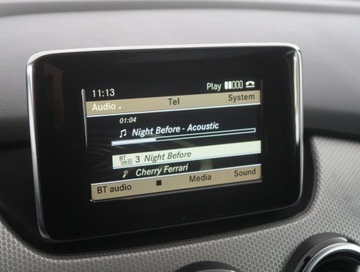 11:13 Play
Audio Tel System
01:04
Night Before - Acoustic
BT 3 Night Before
Cherry Ferrari
BT audio Media Sound